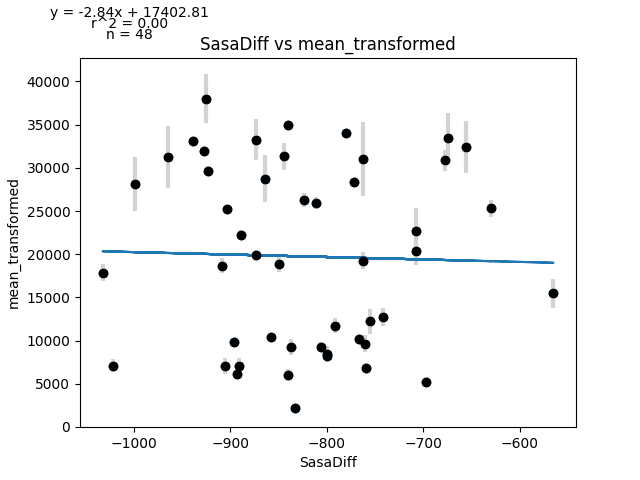 y = -2.84x + 17402.81
r^2 = 0.00
n = 48
SasaDiff vs mean_transformed
40000
35000
30000
25000
20000
15000
10000
5000
0
mean_transformed
−1000
−900
−800
−700
−600
SasaDiff